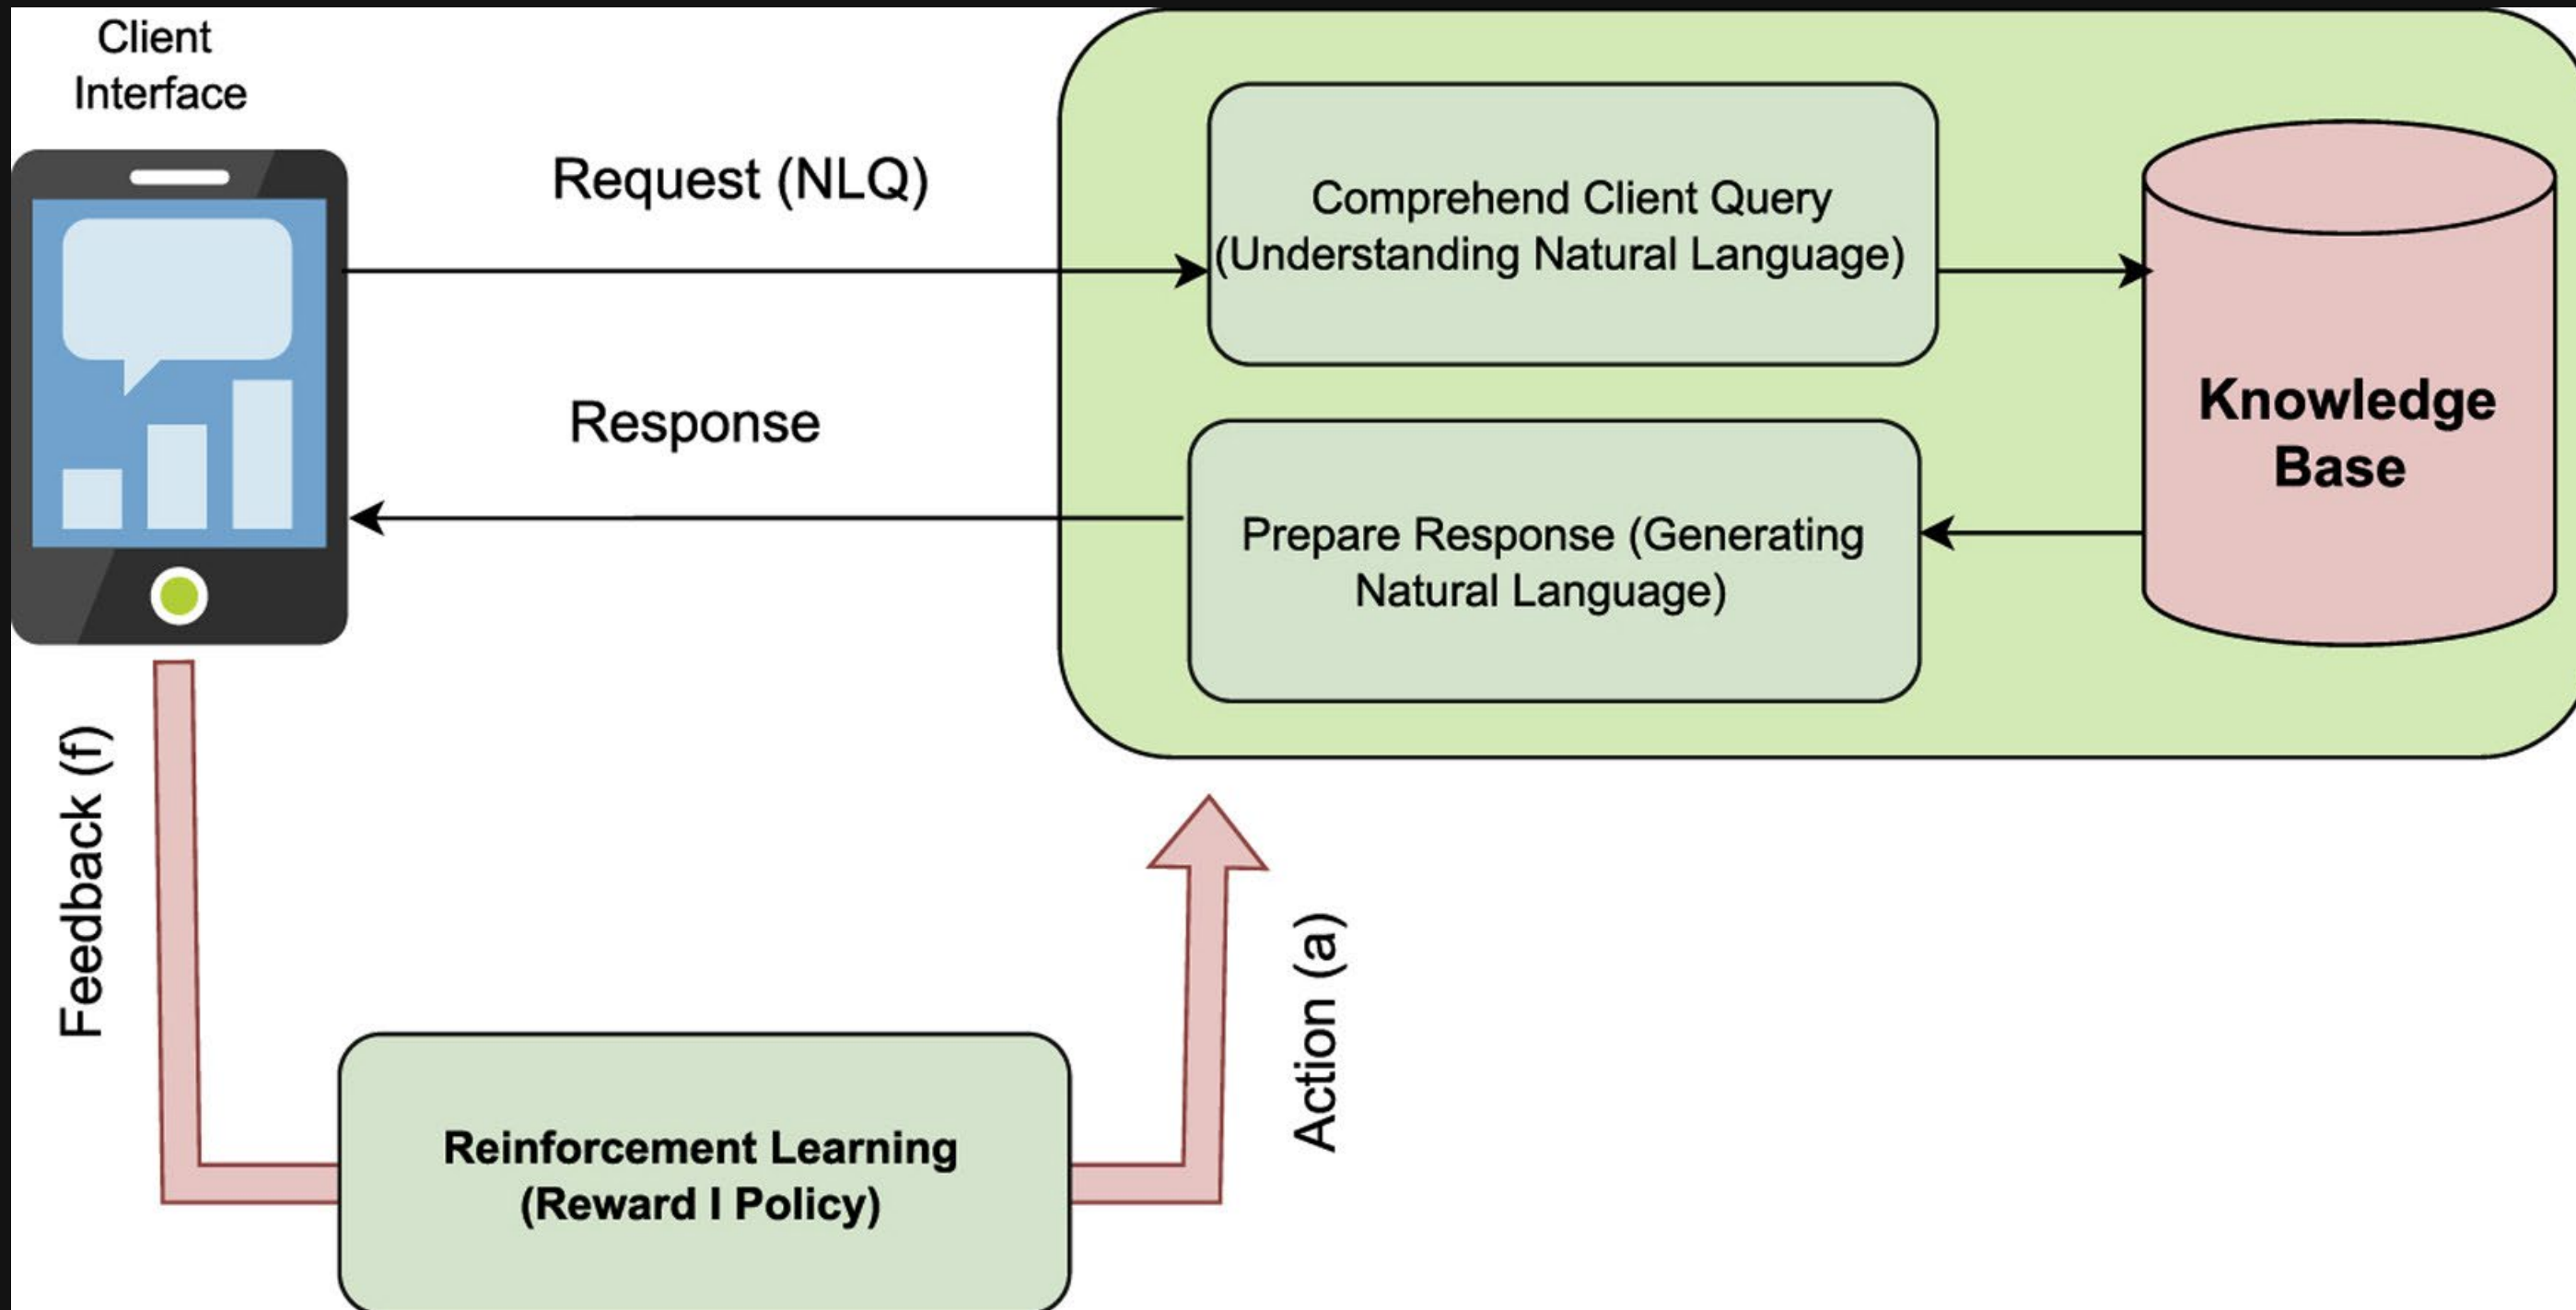 Client
Interface
Request (NLQ)
Comprehend Client Query
(Understanding Natural Language)
Knowledge
Base
Response
Prepare Response (Generating
Natural Language)
Feedback (f)
Action (a)
Reinforcement Learning
(Reward I Policy)